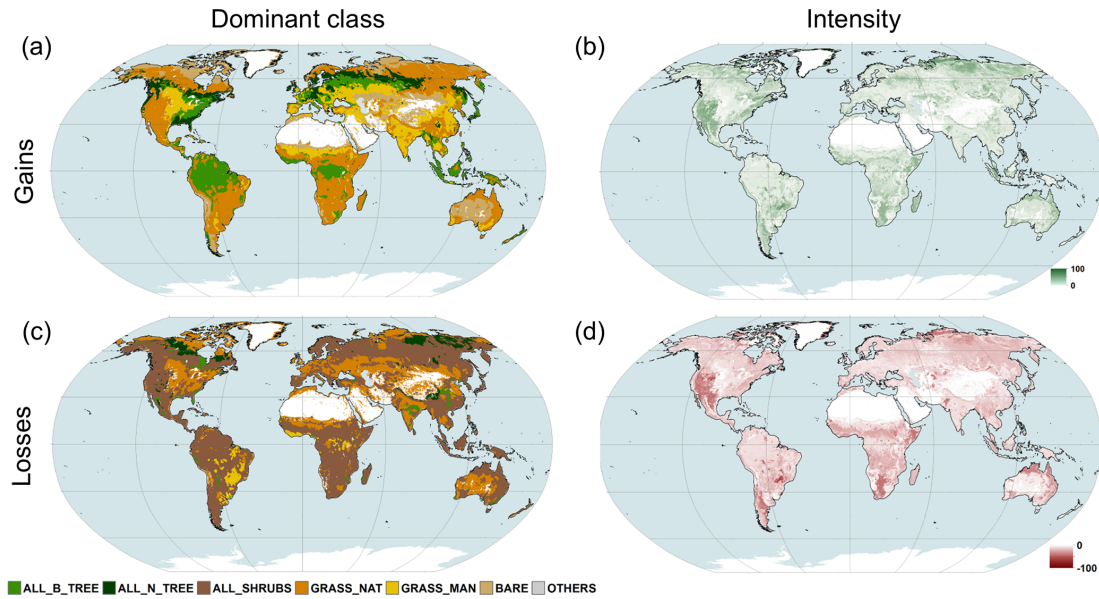 Dominant class
Intensity
(a)
(b)
Gains
100
0
(c)
(d)
Losses
0
-100
ALL_B_TREE ALL_N_TREE ALL_SHRUBS GRASS_NAT GRASS_MAN BARE OTHERS